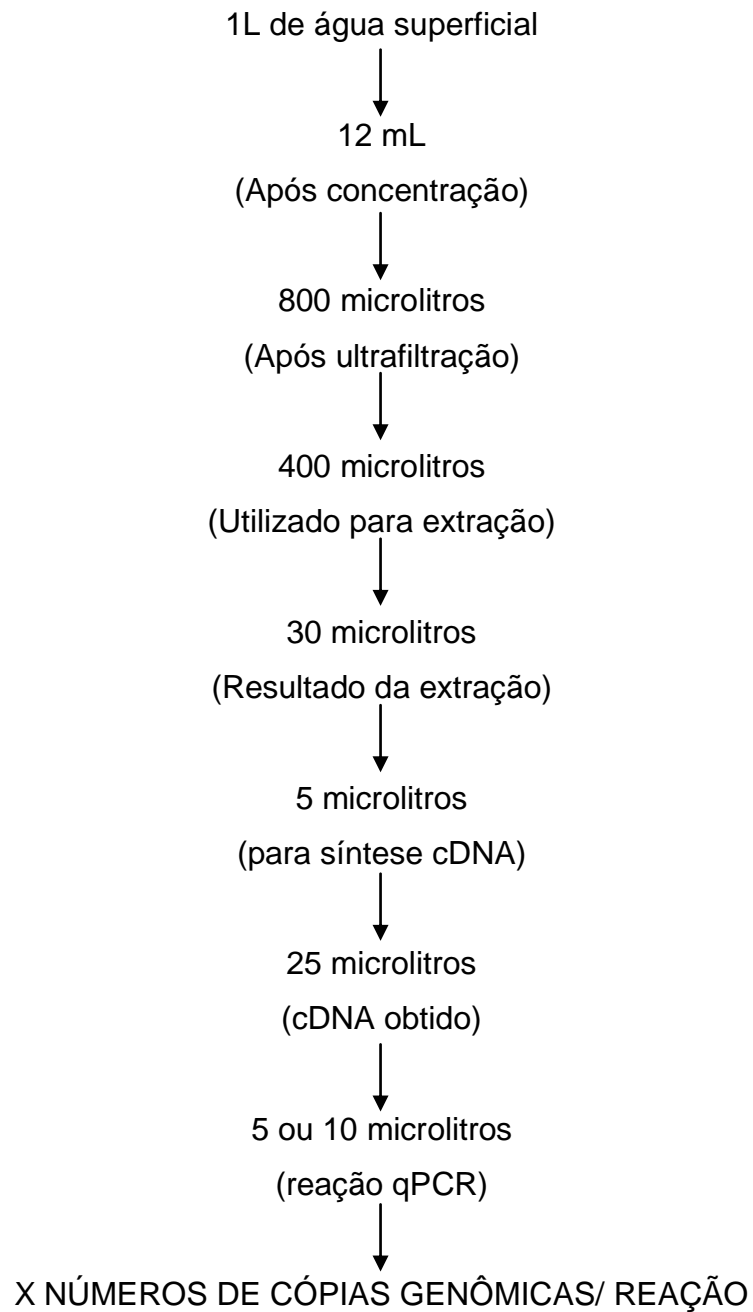 1L de água superficial
12 mL
(Após concentração)
800 microlitros
(Após ultrafiltração)
400 microlitros
(Utilizado para extração)
30 microlitros
(Resultado da extração)
5 microlitros
(para síntese cDNA)
25 microlitros
(cDNA obtido)
5 ou 10 microlitros
(reação qPCR)
X NÚMEROS DE CÓPIAS GENÔMICAS/ REAÇÃO